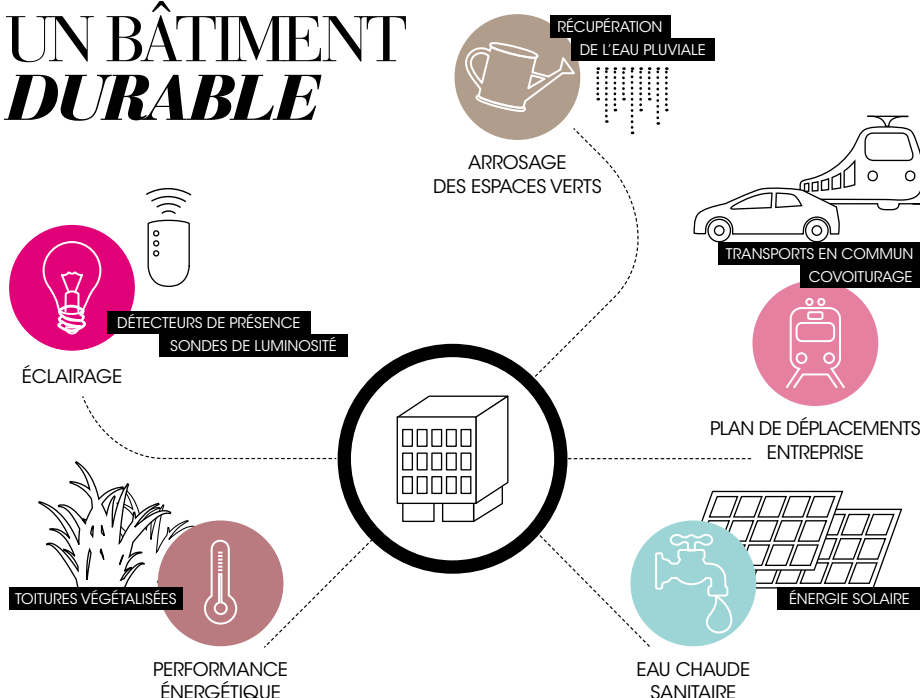 UN BÂTIMENT
DURABLE
RÉCUPÉRATION
DE L'EAU PLUVIALE
ARROSAGE
DES ESPACES VERTS
TRANSPORTS EN COMMUN
COVOITURAGE
PLAN DE DÉPLACEMENTS
ENTREPRISE
DÉTECTEURS DE PRÉSENCE
SONDES DE LUMINOSITÉ
ÉCLAIRAGE
TOITURES VÉGÉTALISÉES
PERFORMANCE
ÉNERGÉTIQUE
ÉNERGIE SOLAIRE
EAU CHAUDE
SANITAIRE